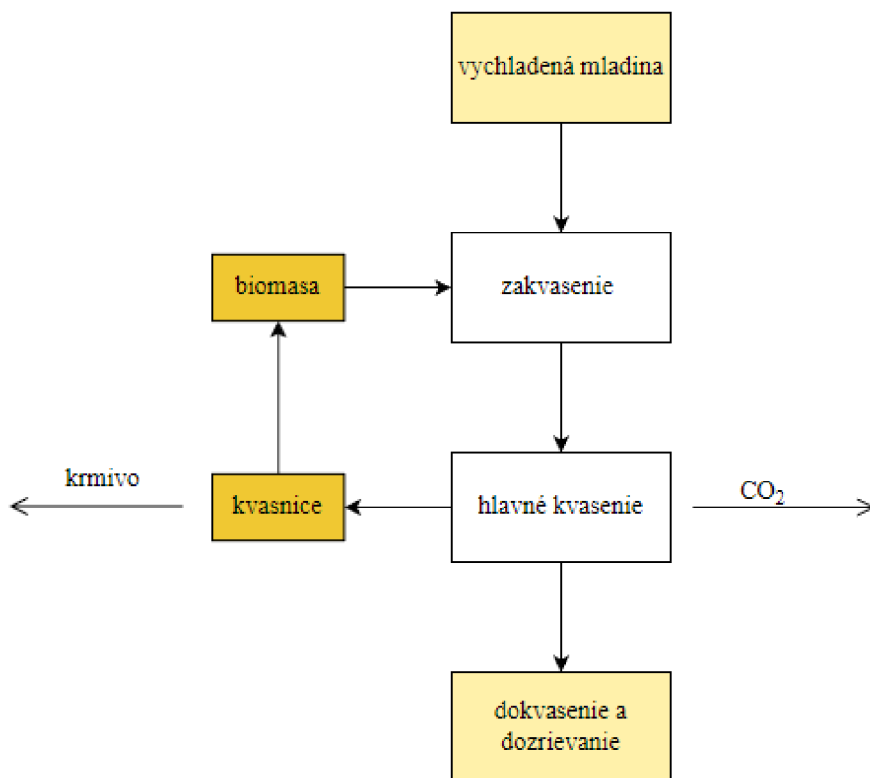 vychladená mladina
biomasa
zakvasenie
krmivo
kvasnice
hlavné kvasenie
CO₂
dokvasenie a
dozrievanie